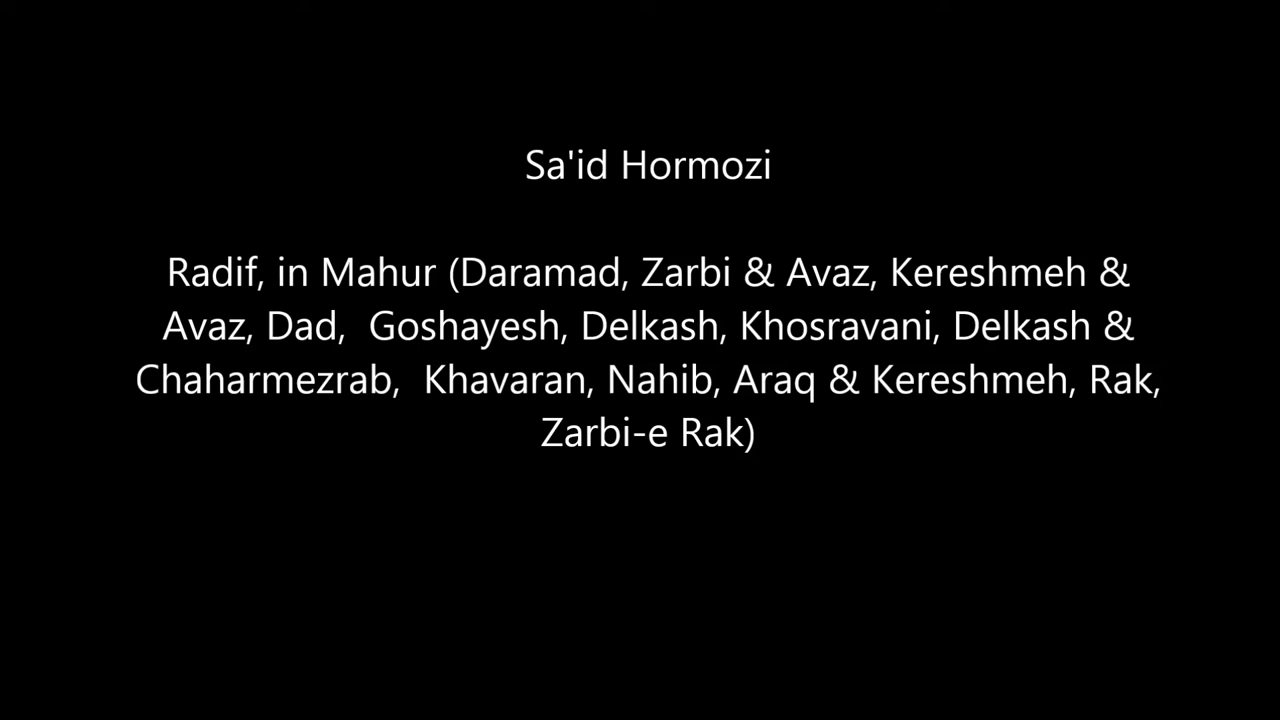 Sa'id Hormozi
Radif, in Mahur (Daramad, Zarbi & Avaz, Kereshmeh &
Avaz, Dad,  Goshayesh, Delkash, Khosravani, Delkash &
Chaharmezrab,  Khavaran, Nahib, Araq & Kereshmeh, Rak,
Zarbi-e Rak)